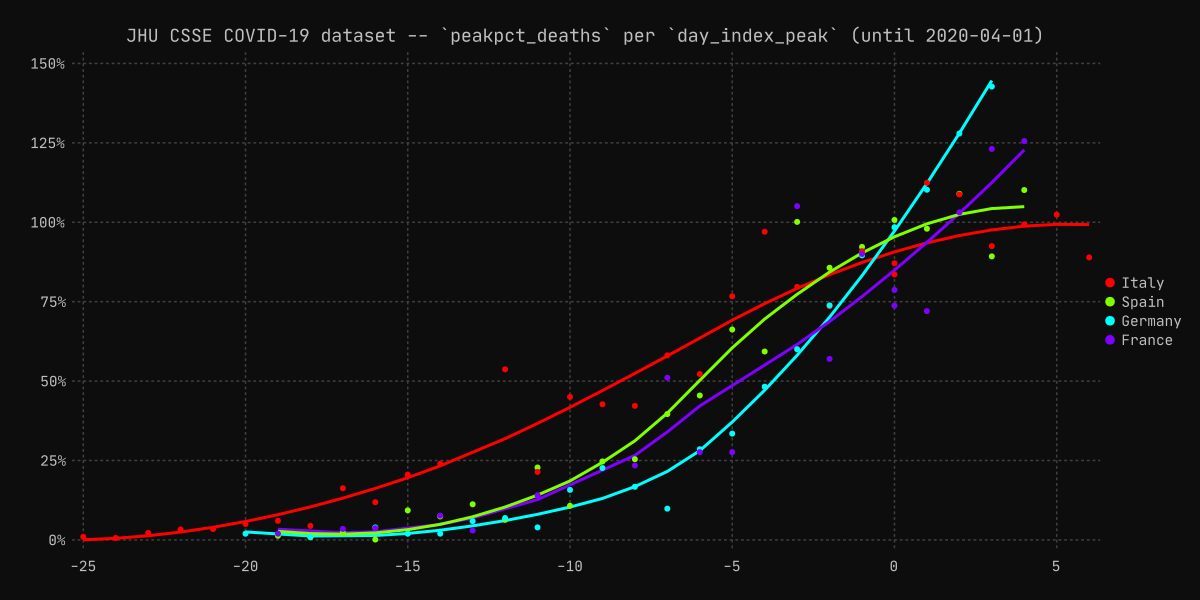 JHU CSSE COVID-19 dataset -- `peakpct_deaths` per `day_index_peak` (until 2020-04-01)
150%
125%
100%
75%
50%
25%
0%
-25
-20
-15
-10
-5
0
5
Italy
Spain
Germany
France